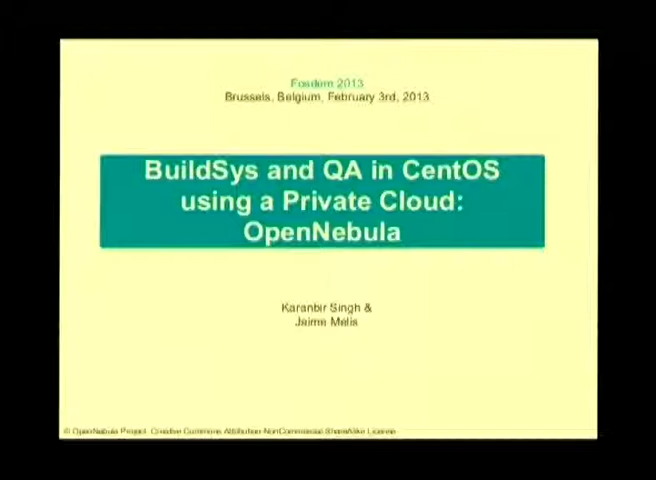 Fosdem 2013
Brussels, Belgium, February 3rd, 2013
BuildSys and QA in CentOS
using a Private Cloud:
OpenNebula
Karanbir Singh &
Jaime Melis
© OpenNebula Project. Creative Commons Attribution-NonCommercial-ShareAlike License